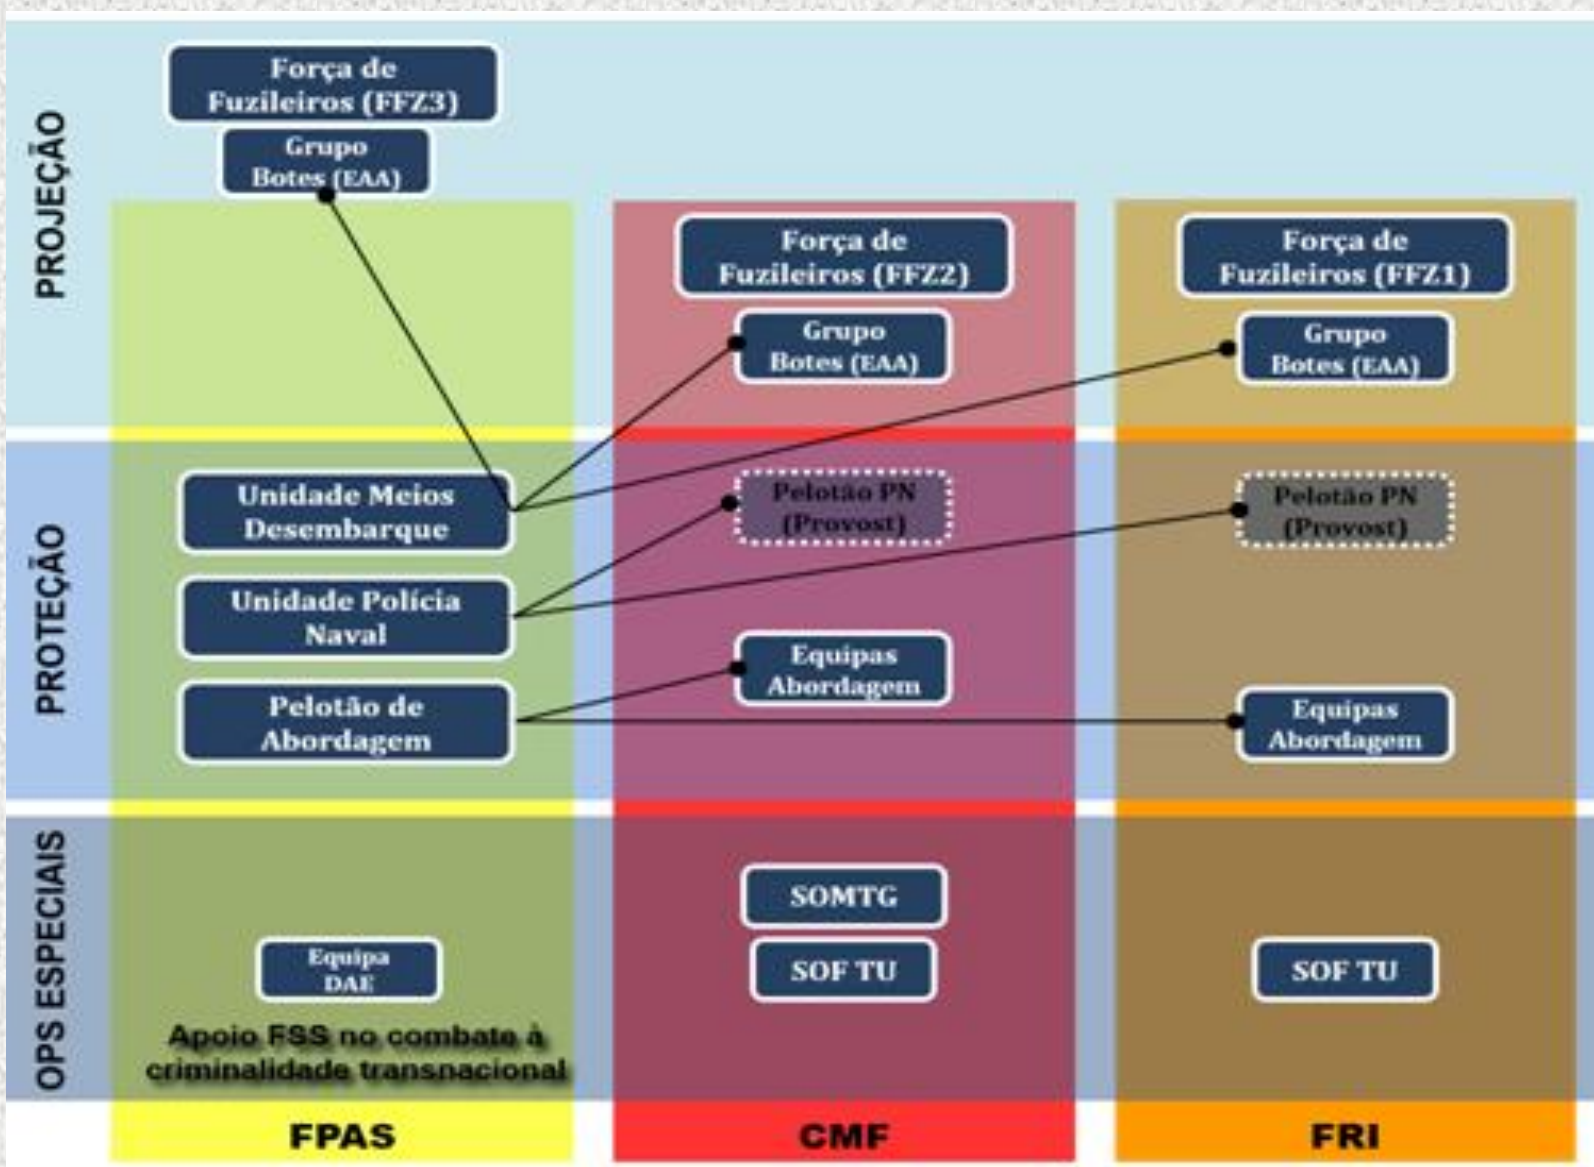 PROJEÇÃO
Força de
Fuzileiros (FFZ3)
Grupo
Botes (EAA)
Força de
Fuzileiros (FFZ2)
Grupo
Botes (EAA)
Força de
Fuzileiros (FFZ1)
Grupo
Botes (EAA)
PROTEÇÃO
Unidade Meios
Desembarque
Unidade Polícia
Naval
Pelotão de
Abordagem
Pelotão PN
(Provost)
Equipas
Abordagem
Pelotão PN
(Provost)
Equipas
Abordagem
OPS ESPECIAIS
Equipa
DAE
Apoio FSS no combate à
criminalidade transnacional
SOMTG
SOF TU
SOF TU
FPAS
CMF
FRI